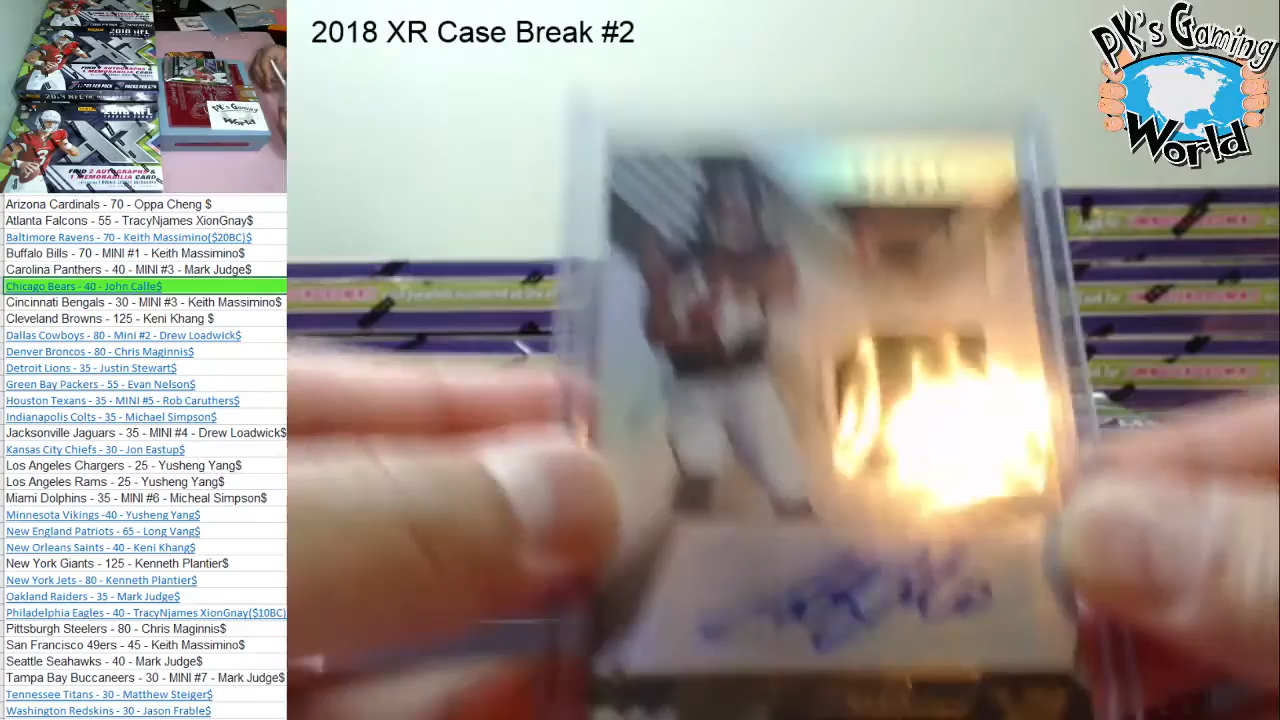 2018 XR Case Break #2
PK's Gaming
World
Arizona Cardinals - 70 - Oppa Cheng $
Atlanta Falcons - 55 - TracyNjames XionGnay$
Baltimore Ravens - 70 - Keith Massimino($20BC)$
Buffalo Bills - 70 - MINI #1 - Keith Massimino$
Carolina Panthers - 40 - MINI #3 - Mark Judge$
Chicago Bears - 40 - John Calle$
Cincinnati Bengals - 30 - MINI #3 - Keith Massimino$
Cleveland Browns - 125 - Keni Khang $
Dallas Cowboys - 80 - Mini #2 - Drew Loadwick$
Denver Broncos - 80 - Chris Maginnis$
Detroit Lions - 35 - Justin Stewart$
Green Bay Packers - 55 - Evan Nelson$
Houston Texans - 35 - MINI #5 - Rob Caruthers$
Indianapolis Colts - 35 - Michael Simpson$
Jacksonville Jaguars - 35 - MINI #4 - Drew Loadwick$
Kansas City Chiefs - 30 - Jon Eastup$
Los Angeles Chargers - 25 - Yusheng Yang$
Los Angeles Rams - 25 - Yusheng Yang$
Miami Dolphins - 35 - MINI #6 - Micheal Simpson$
Minnesota Vikings -40 - Yusheng Yang$
New England Patriots - 65 - Long Vang$
New Orleans Saints - 40 - Keni Khang$
New York Giants - 125 - Kenneth Plantier$
New York Jets - 80 - Kenneth Plantier$
Oakland Raiders - 35 - Mark Judge$
Philadelphia Eagles - 40 - TracyNjames XionGnay($10BC)
Pittsburgh Steelers - 80 - Chris Maginnis$
San Francisco 49ers - 45 - Keith Massimino$
Seattle Seahawks - 40 - Mark Judge$
Tampa Bay Buccaneers - 30 - MINI #7 - Mark Judge$
Tennessee Titans - 30 - Matthew Steiger$
Washington Redskins - 30 - Jason Frable$